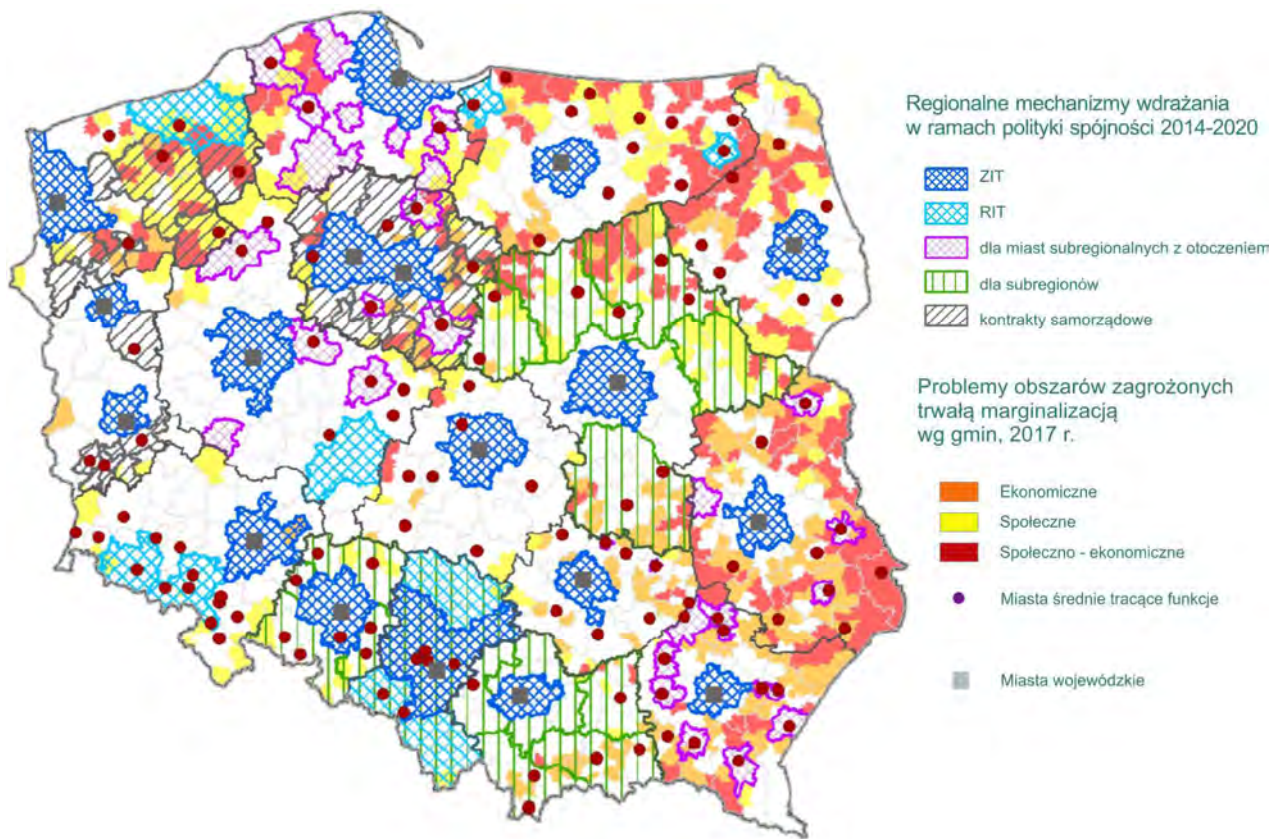 Regionalne mechanizmy wdrażania
w ramach polityki spójności 2014-2020
ZIT
RIT
dla miast subregionalnych z otoczeniem
dla subregionów
kontrakty samorządowe
Problemy obszarów zagrożonych
trwałą marginalizacją
wg gmin, 2017 r.
Ekonomiczne
Społeczne
Społeczno - ekonomiczne
Miasta średnie tracące funkcje
Miasta wojewódzkie